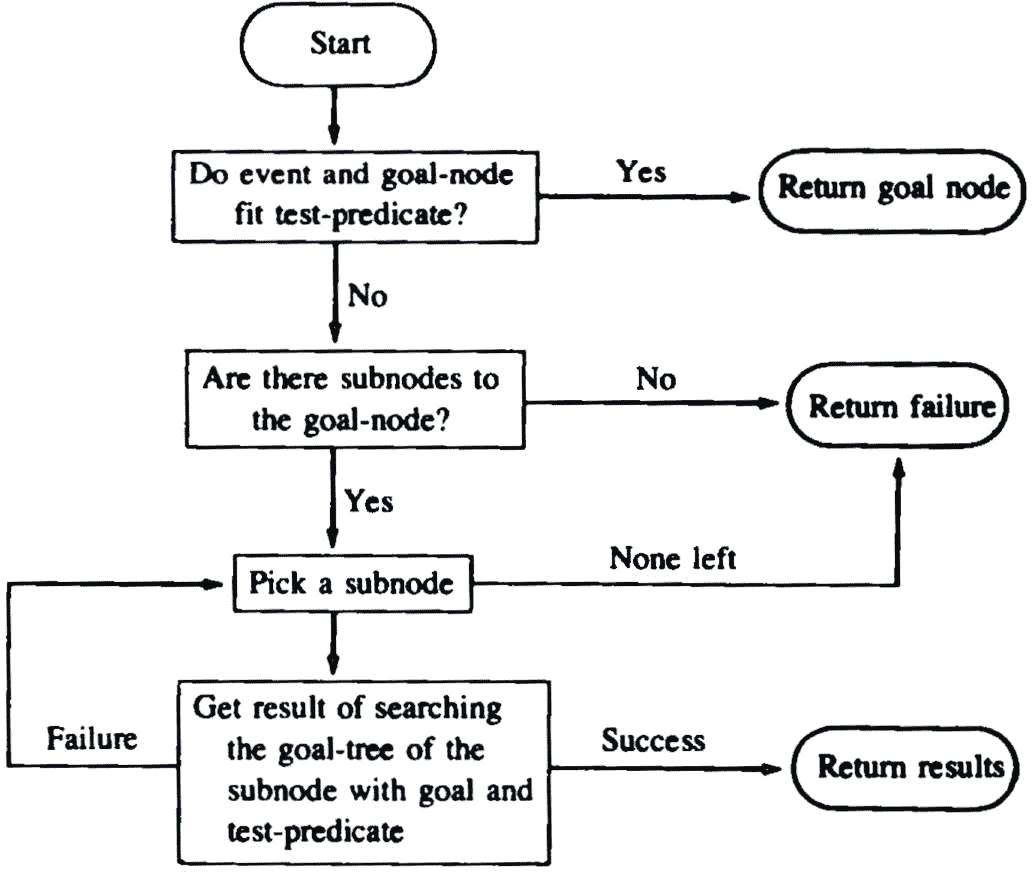 Start
Do event and goal-node
fit test-predicate?
Yes
Return goal node
No
Are there subnodes to
the goal-node?
No
Return failure
Yes
Pick a subnode
None left
Get result of searching
the goal-tree of the
subnode with goal and
test-predicate
Failure
Success
Return results